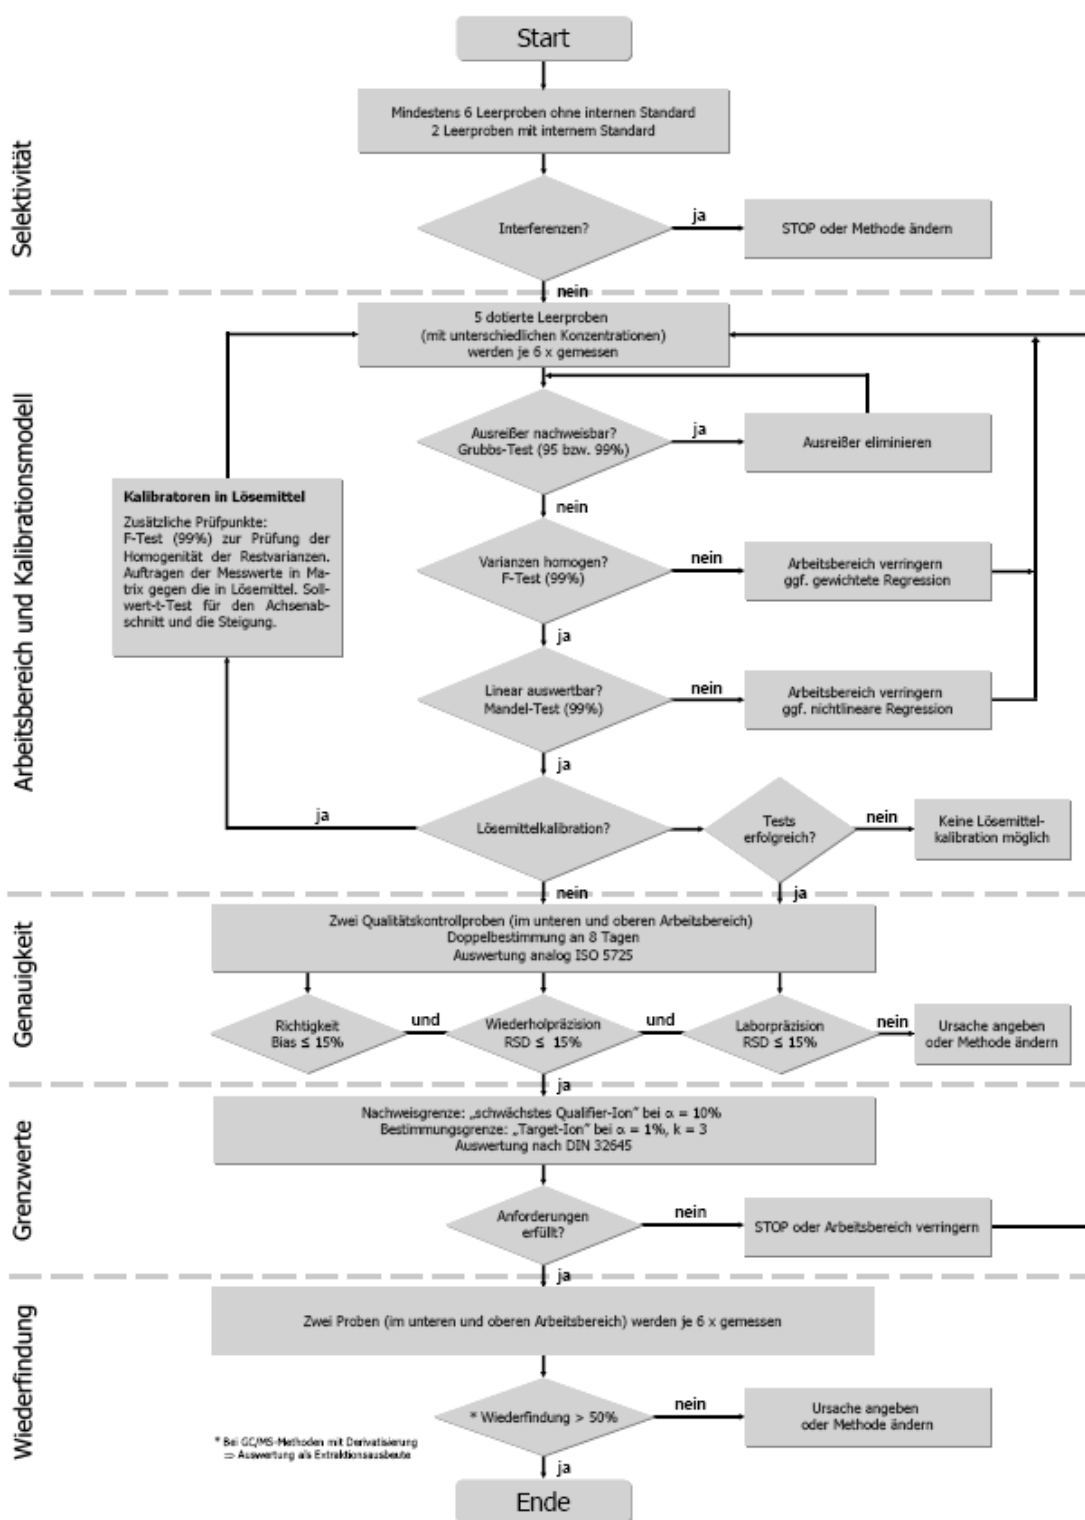 Start
Selektivität
Mindestens 6 Leerproben ohne internen Standard
2 Leerproben mit internem Standard
Interferenzen?
ja
STOP oder Methode ändern
nein
Arbeitsbereich und Kalibrationsmodell
5 dotierte Leerproben
(mit unterschiedlichen Konzentrationen)
werden je 6 x gemessen
Ausreißer nachweisbar?
Grubbs-Test (95 bzw. 99%)
ja
Ausreißer eliminieren
nein
Kalibratoren in Lösemittel
Zusätzliche Prüfpunkte:
F-Test (99%) zur Prüfung der
Homogenität der Restvarianzen.
Auftragen der Messwerte in Ma-
trix gegen die in Lösemittel. Soll-
wert-t-Test für den Achsenab-
schnitt und die Steigung.
Varianzen homogen?
F-Test (99%)
nein
Arbeitsbereich verringern
ggf. gewichtete Regression
ja
Linear auswertbar?
Mandel-Test (99%)
nein
Arbeitsbereich verringern
ggf. nichtlineare Regression
ja
ja
Lösemittelkalibration?
Tests
erfolgreich?
nein
Keine Lösemittel-
kalibration möglich
nein
ja
Genauigkeit
Zwei Qualitätskontrollproben (im unteren und oberen Arbeitsbereich)
Doppelbestimmung an 8 Tagen
Auswertung analog ISO 5725
Richtigkeit
Bias ≤ 15%
und
Wiederholpräzision
RSD ≤ 15%
und
Laborpräzision
RSD ≤ 15%
nein
Ursache angeben
oder Methode ändern
ja
Grenzwerte
Nachweisgrenze: „schwächstes Qualifier-Ion" bei α = 10%
Bestimmungsgrenze: „Target-Ion" bei α = 1%, k = 3
Auswertung nach DIN 32645
Anforderungen
erfüllt?
nein
STOP oder Arbeitsbereich verringern
ja
Wiederfindung
Zwei Proben (im unteren und oberen Arbeitsbereich) werden je 6 x gemessen
* Wiederfindung > 50%
nein
Ursache angeben
oder Methode ändern
* Bei GC/MS-Methoden mit Derivatisierung
⇒ Auswertung als Extraktionsausbeute
ja
Ende